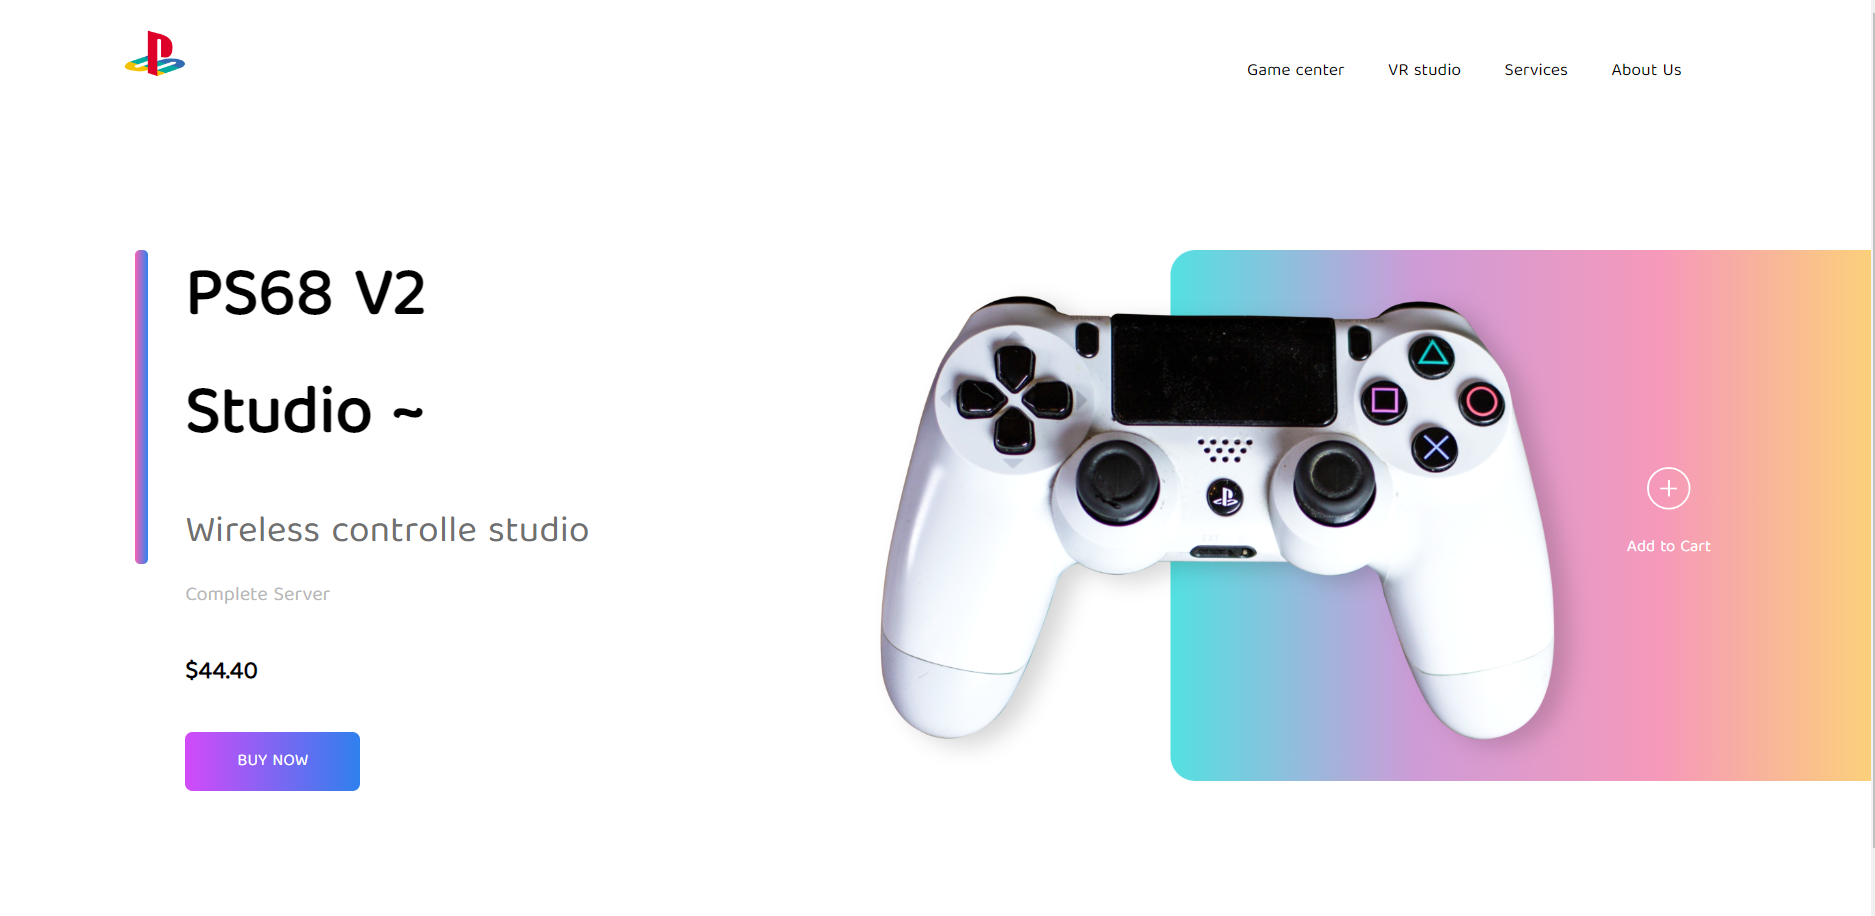 Game center
VR studio
Services
About Us
PS68 V2
Studio ~
Wireless controlle studio
Complete Server
$44.40
BUY NOW
Add to Cart